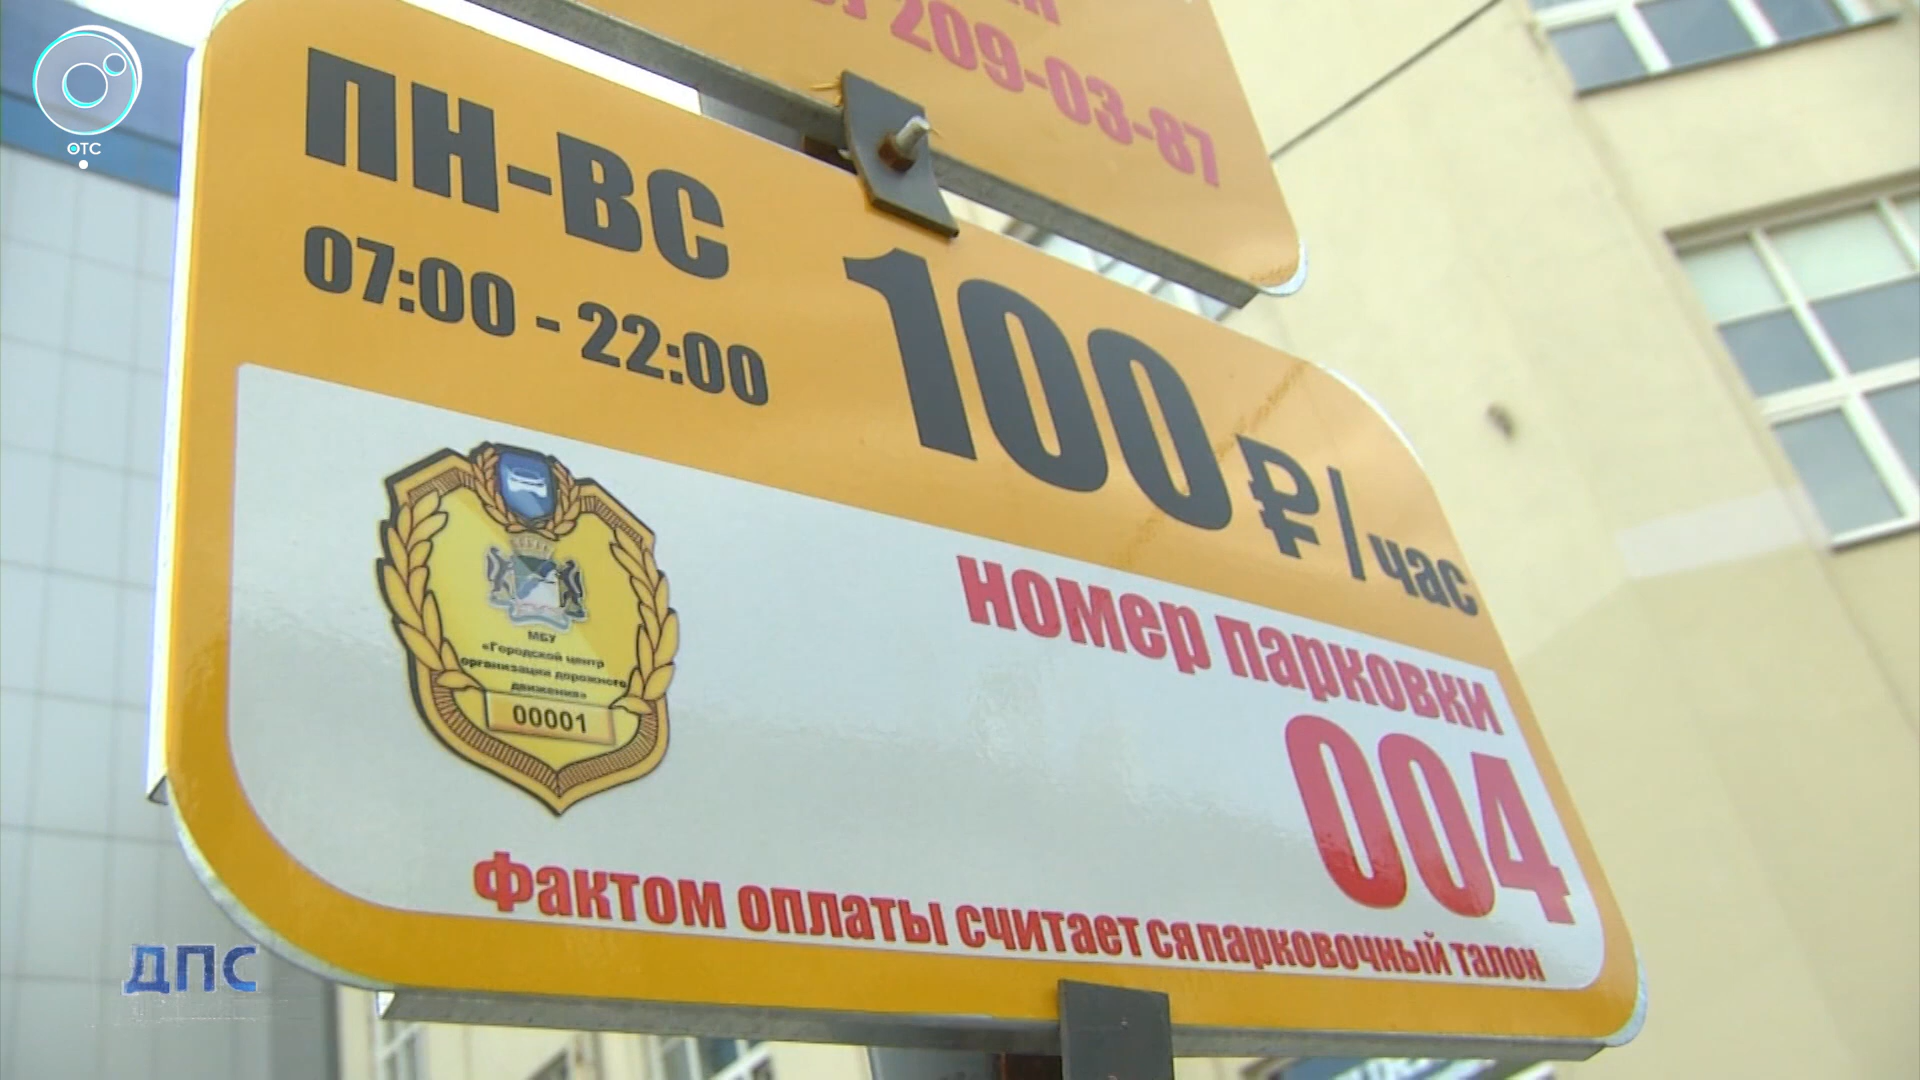 ОТС
209-03-87
ПН-ВС
07:00 - 22:00
100 ₽/час
МБУ
«Городской центр
организации дорожного
движения»
00001
номер парковки
004
Фактом оплаты считается парковочный талон
ДПС